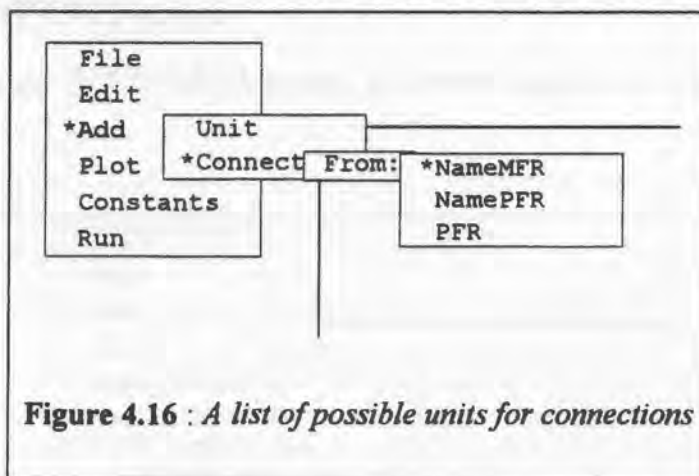 File
Edit
*Add
Unit
Plot
*Connect
From:
*NameMFR
Constants
NamePFR
Run
PFR
Figure 4.16 : A list of possible units for connections